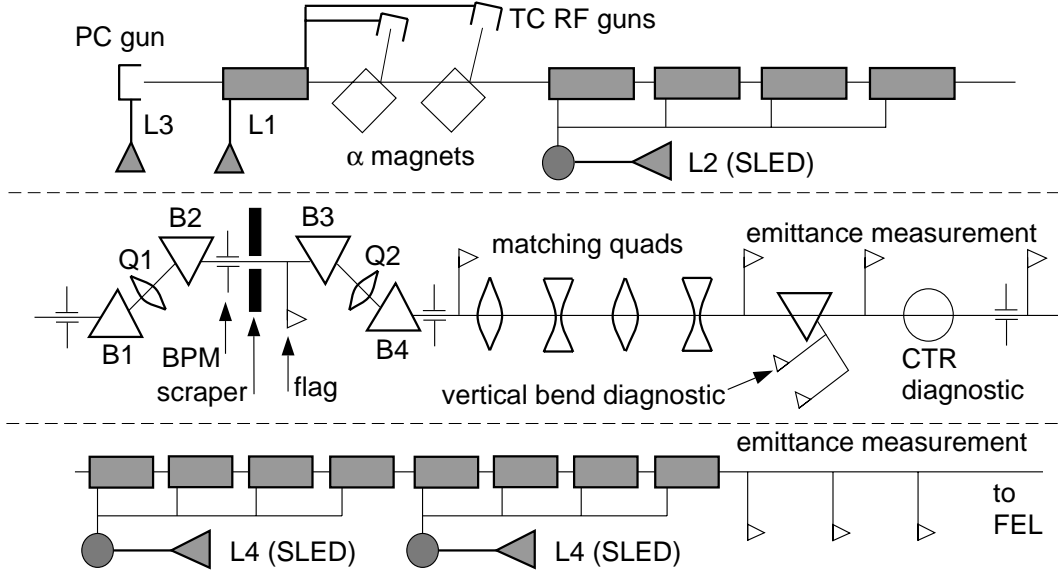 PC gun
TC RF guns
L3
L1
α magnets
L2 (SLED)
B2
B3
Q1
Q2
matching quads
emittance measurement
B1
BPM
scraper
flag
B4
vertical bend diagnostic
CTR
diagnostic
emittance measurement
to
FEL
L4 (SLED)
L4 (SLED)